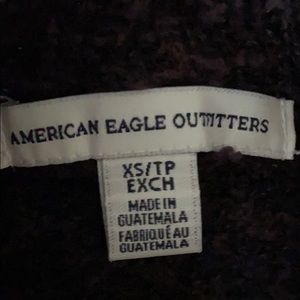 AMERICAN EAGLE OUTFITTERS
XS/TP
EXCH
MADE IN
GUATEMALA
FABRIQUÉ AU
GUATEMALA